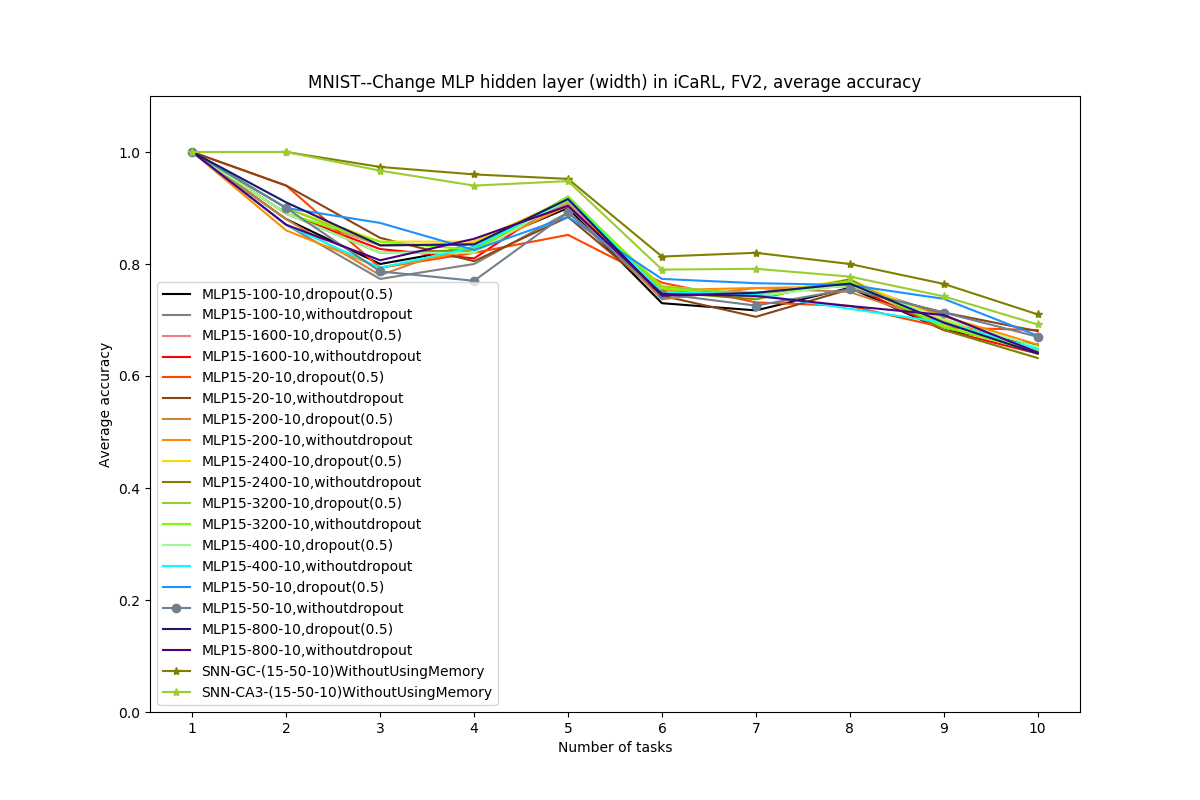 MNIST--Change MLP hidden layer (width) in iCaRL, FV2, average accuracy
Average accuracy
1.0
0.8
0.6
0.4
0.2
0.0
MLP15-100-10,dropout(0.5)
MLP15-100-10,withoutdropout
MLP15-1600-10,dropout(0.5)
MLP15-1600-10,withoutdropout
MLP15-20-10,dropout(0.5)
MLP15-20-10,withoutdropout
MLP15-200-10,dropout(0.5)
MLP15-200-10,withoutdropout
MLP15-2400-10,dropout(0.5)
MLP15-2400-10,withoutdropout
MLP15-3200-10,dropout(0.5)
MLP15-3200-10,withoutdropout
MLP15-400-10,dropout(0.5)
MLP15-400-10,withoutdropout
MLP15-50-10,dropout(0.5)
MLP15-50-10,withoutdropout
MLP15-800-10,dropout(0.5)
MLP15-800-10,withoutdropout
SNN-GC-(15-50-10)WithoutUsingMemory
SNN-CA3-(15-50-10)WithoutUsingMemory
1 2 3 4 5 6 7 8 9 10
Number of tasks